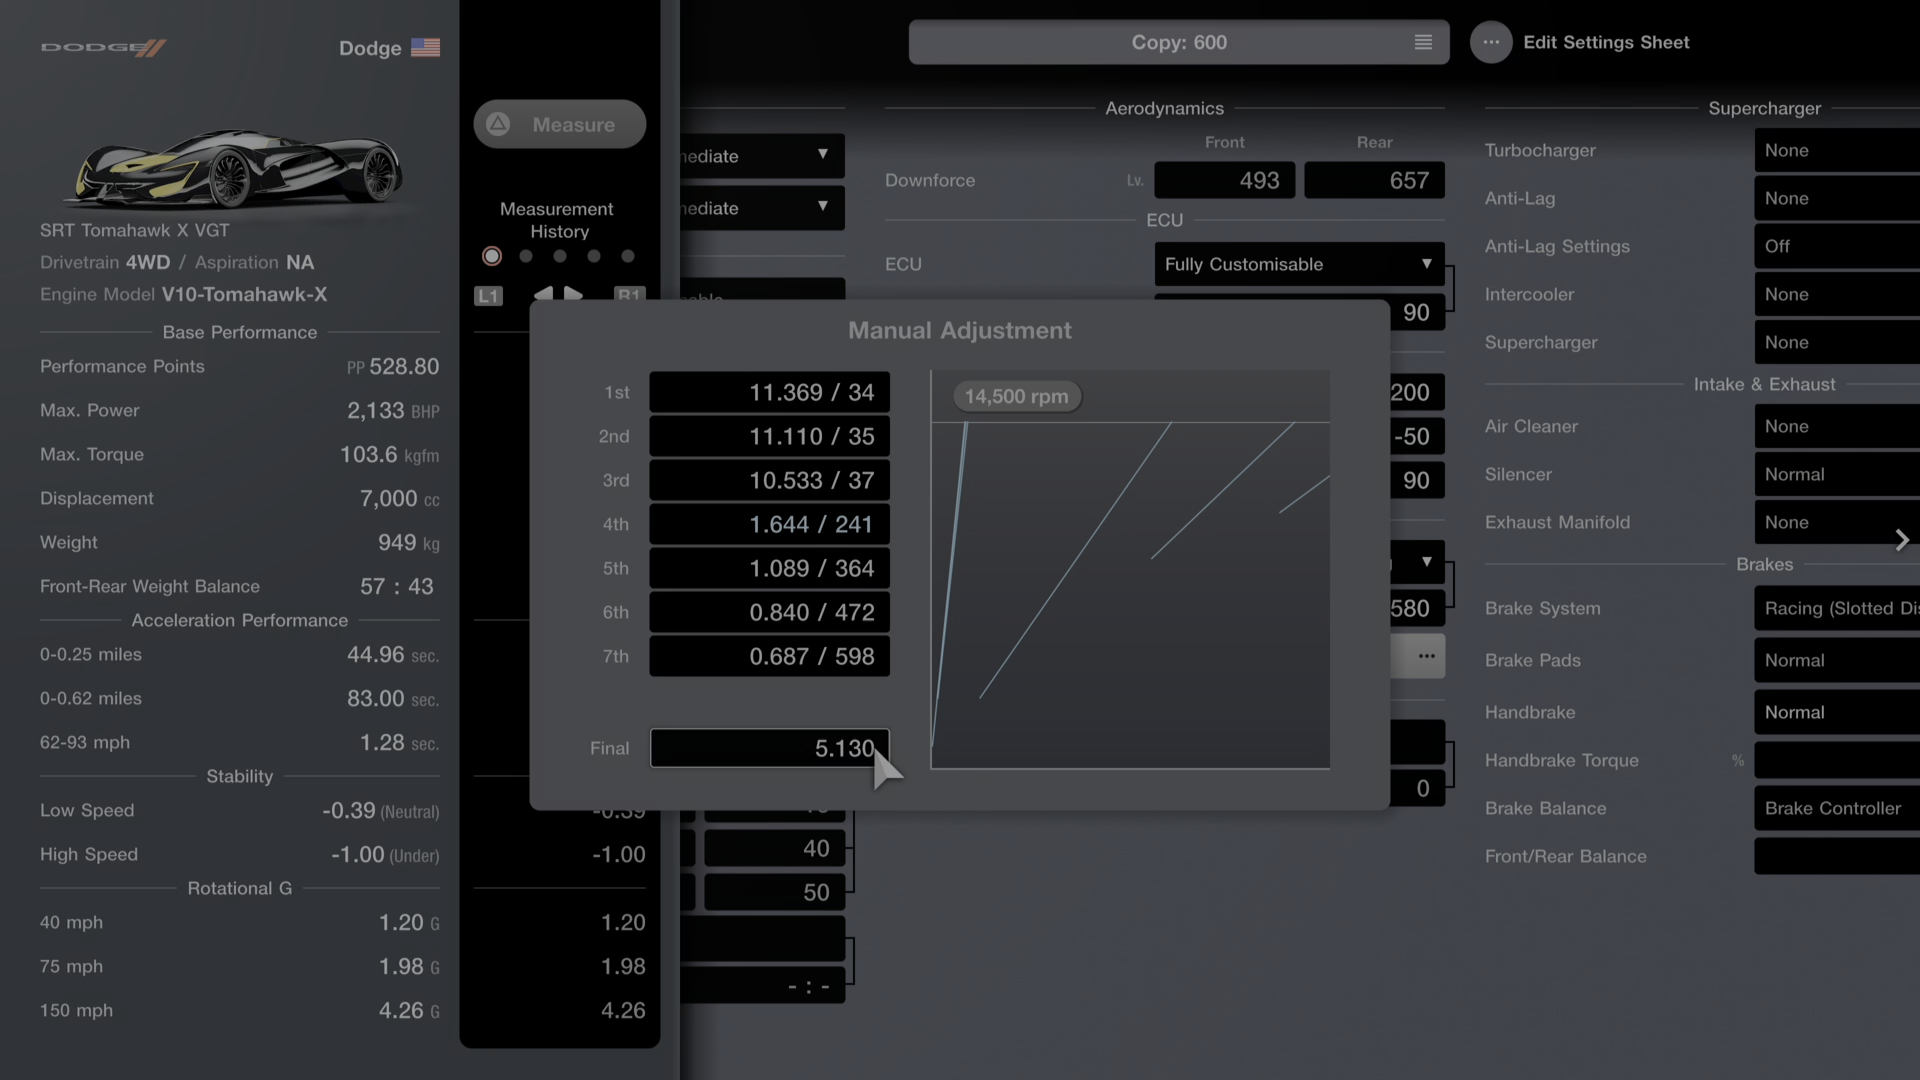 DODGE
Dodge
SRT Tomahawk X VGT
Drivetrain 4WD / Aspiration NA
Engine Model V10-Tomahawk-X
Base Performance
Performance Points PP 528.80
Max. Power 2,133 BHP
Max. Torque 103.6 kgfm
Displacement 7,000 cc
Weight 949 kg
Front-Rear Weight Balance 57 : 43
Acceleration Performance
0-0.25 miles 44.96 sec.
0-0.62 miles 83.00 sec.
62-93 mph 1.28 sec.
Stability
Low Speed -0.39 (Neutral)
High Speed -1.00 (Under)
Rotational G
40 mph 1.20 G
75 mph 1.98 G
150 mph 4.26 G
Measure
Measurement
History
L1 R1
-0.39
-1.00
1.20
1.98
4.26
Copy: 600
Edit Settings Sheet
mediate
mediate
40
50
- : -
Aerodynamics
Front Rear
Downforce Lv. 493 657
ECU
ECU Fully Customisable
90
200
-50
90
580
0
Manual Adjustment
1st 11.369 / 34
2nd 11.110 / 35
3rd 10.533 / 37
4th 1.644 / 241
5th 1.089 / 364
6th 0.840 / 472
7th 0.687 / 598
Final 5.130
14,500 rpm
Supercharger
Turbocharger None
Anti-Lag None
Anti-Lag Settings Off
Intercooler None
Supercharger None
Intake & Exhaust
Air Cleaner None
Silencer Normal
Exhaust Manifold None
Brakes
Brake System Racing (Slotted Dis
Brake Pads Normal
Handbrake Normal
Handbrake Torque %
Brake Balance Brake Controller
Front/Rear Balance